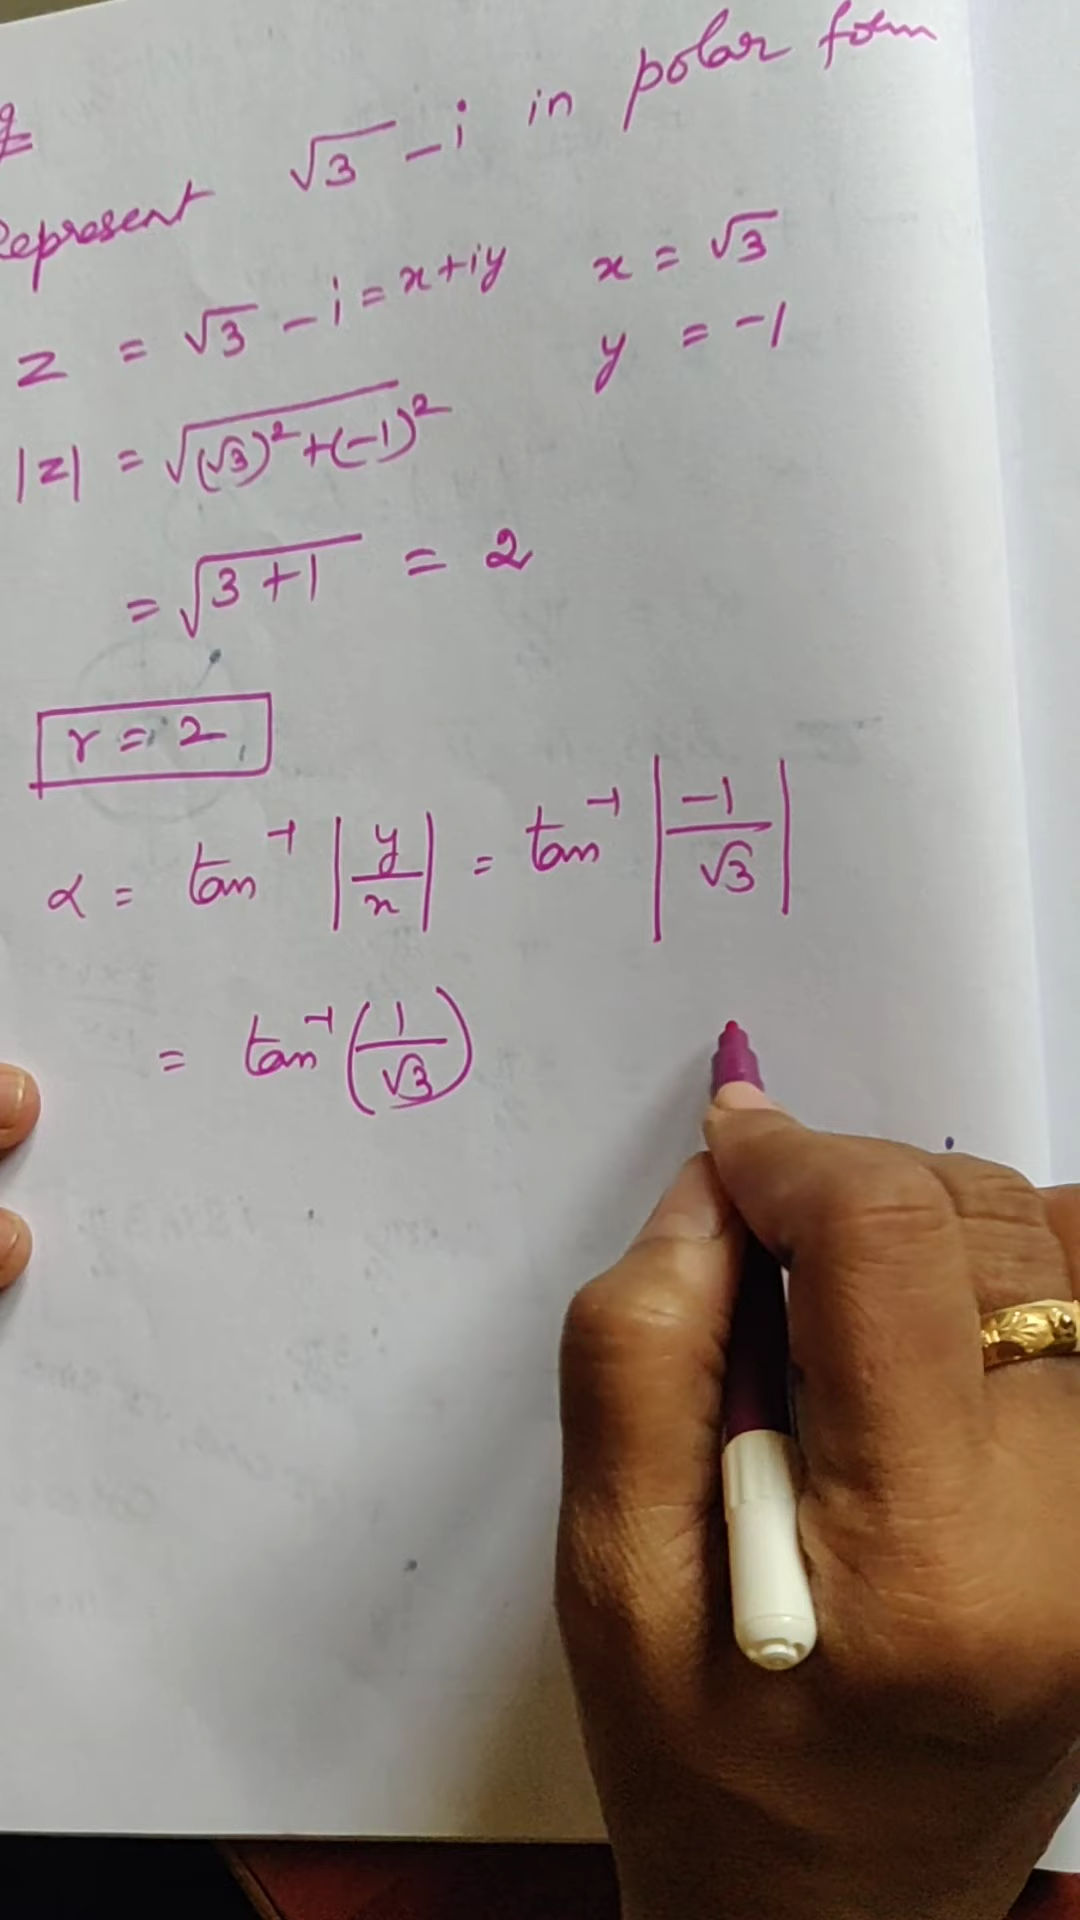 Represent √3 - i in polar form
z = √3 - i = x + iy
x = √3
y = -1
|z| = √((√3)² + (-1)²)
= √(3 + 1) = 2
r = 2
α = tan⁻¹ |y/x| = tan⁻¹ |-1/√3|
= tan⁻¹ (1/√3)